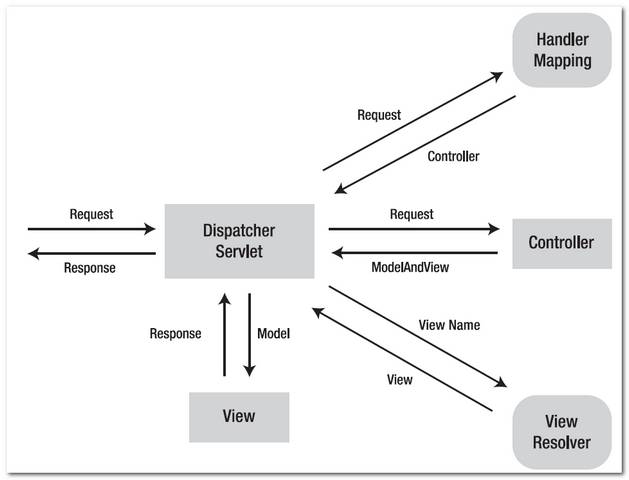 Handler
Mapping
Request
Controller
Request
Response
Dispatcher
Servlet
Request
ModelAndView
Controller
Response
Model
View Name
View
View
View
Resolver